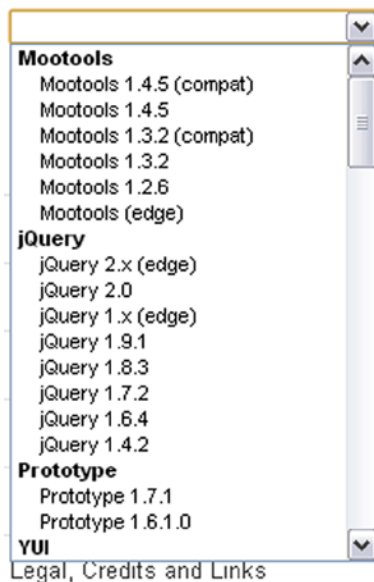 Mootools
Mootools 1.4.5 (compat)
Mootools 1.4.5
Mootools 1.3.2 (compat)
Mootools 1.3.2
Mootools 1.2.6
Mootools (edge)
jQuery
jQuery 2.x (edge)
jQuery 2.0
jQuery 1.x (edge)
jQuery 1.9.1
jQuery 1.8.3
jQuery 1.7.2
jQuery 1.6.4
jQuery 1.4.2
Prototype
Prototype 1.7.1
Prototype 1.6.1.0
YUI
Legal, Credits and Links